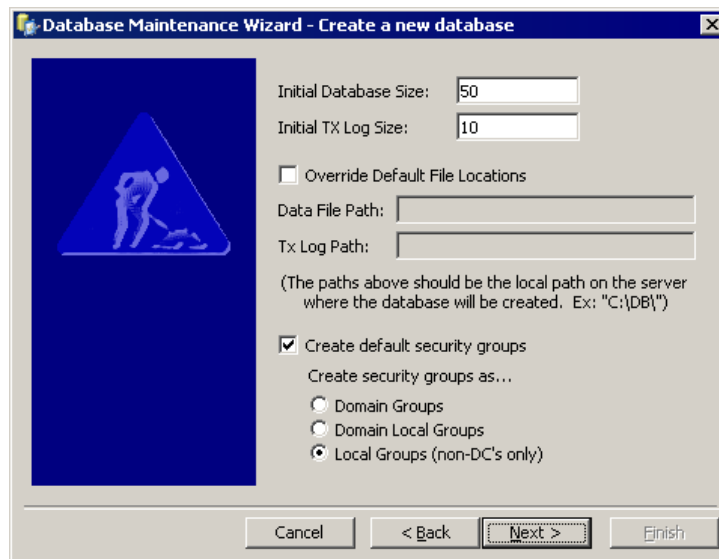 Database Maintenance Wizard - Create a new database
Initial Database Size: 50
Initial TX Log Size: 10
Override Default File Locations
Data File Path:
Tx Log Path:
(The paths above should be the local path on the server
where the database will be created. Ex: "C:\DB\")
Create default security groups
Create security groups as...
Domain Groups
Domain Local Groups
Local Groups (non-DC's only)
Cancel < Back Next > Finish